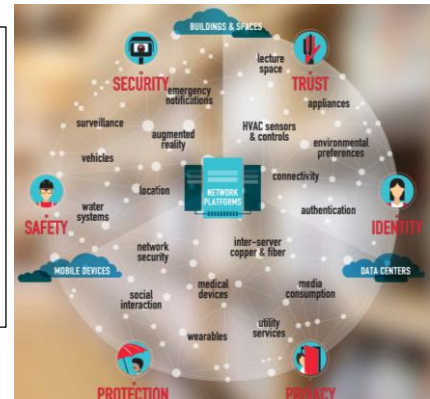 BUILDINGS & SPACES
SECURITY
TRUST
lecture
space
emergency
notifications
appliances
surveillance
augmented
reality
HVAC sensors
& controls
environmental
preferences
vehicles
location
NETWORK
PLATFORMS
connectivity
authentication
water
systems
SAFETY
IDENTITY
network
security
inter-server
copper & fiber
MOBILE DEVICES
DATA CENTERS
social
interaction
medical
devices
media
consumption
wearables
utility
services
PROTECTION
PRIVACY